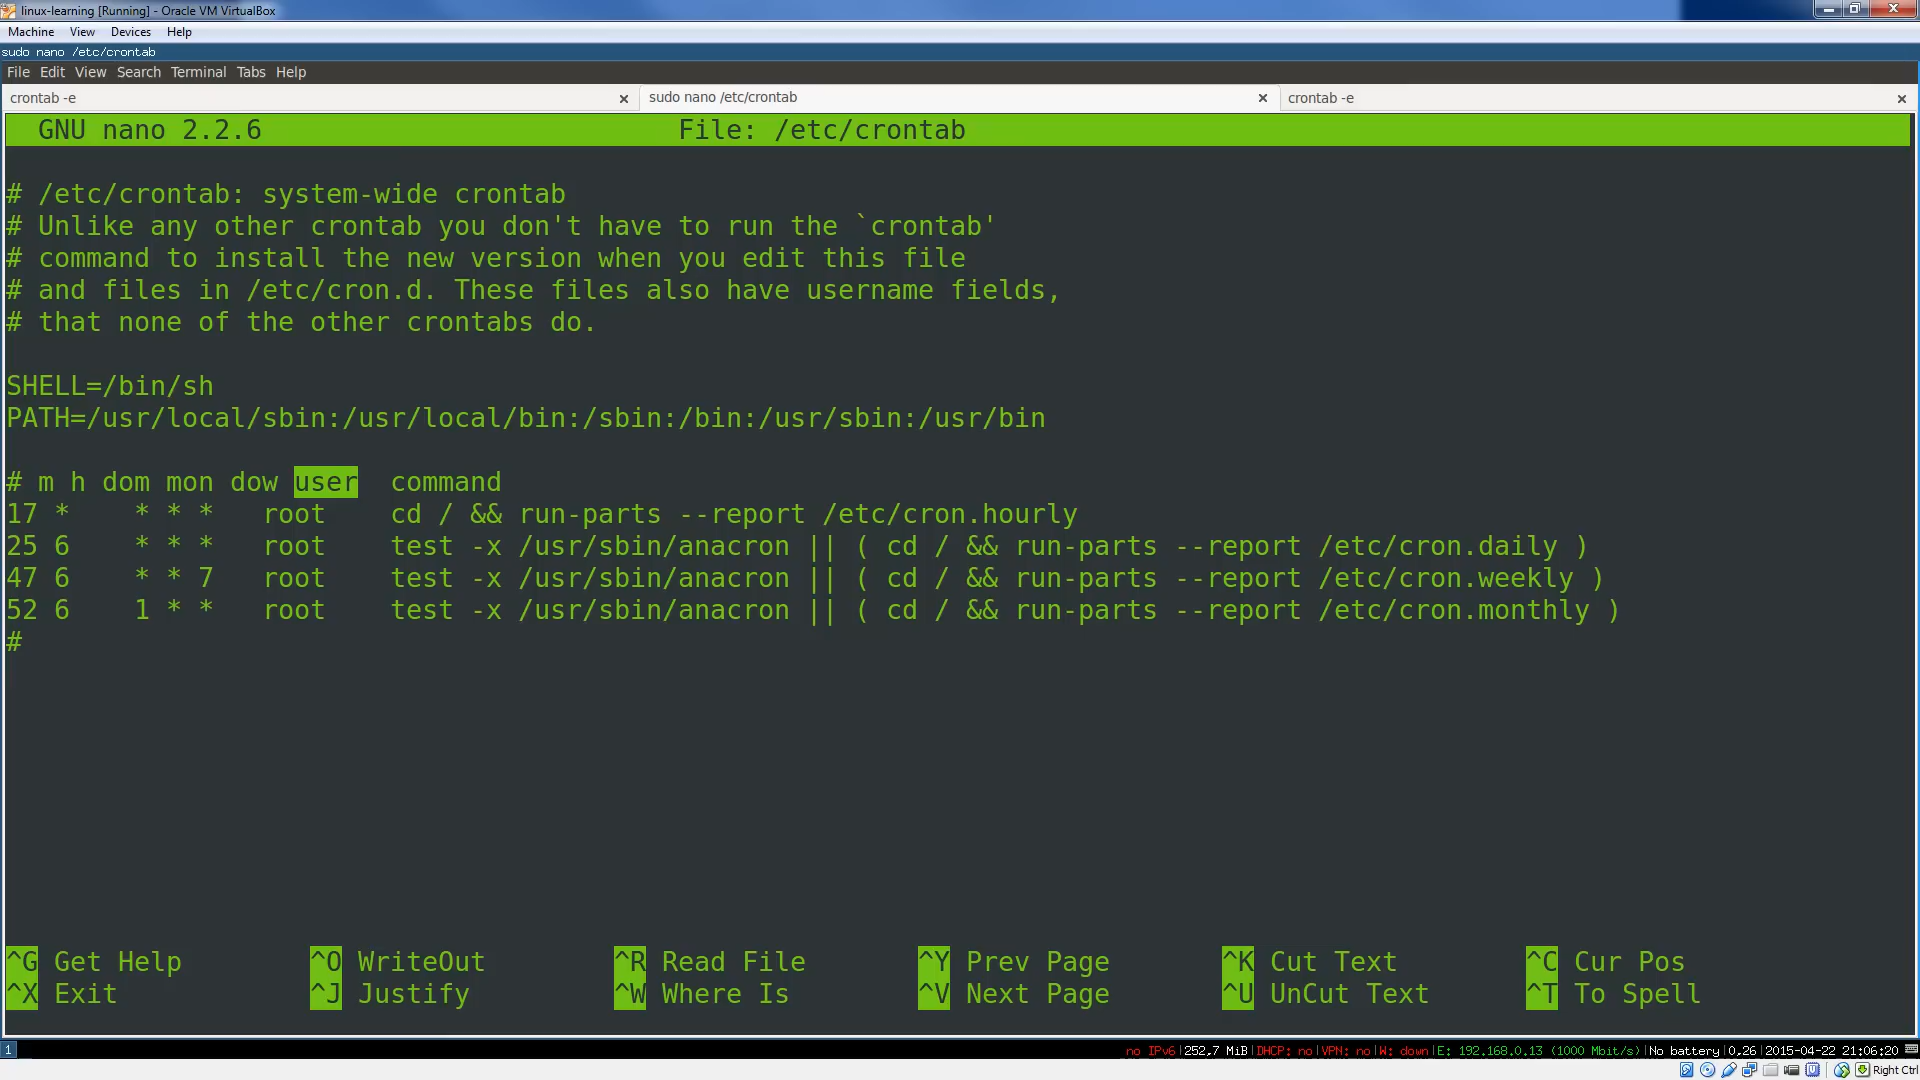 linux-learning [Running] - Oracle VM VirtualBox
Machine View Devices Help
sudo nano /etc/crontab
File Edit View Search Terminal Tabs Help
crontab -e sudo nano /etc/crontab crontab -e
GNU nano 2.2.6 File: /etc/crontab
# /etc/crontab: system-wide crontab
# Unlike any other crontab you don't have to run the `crontab'
# command to install the new version when you edit this file
# and files in /etc/cron.d. These files also have username fields,
# that none of the other crontabs do.
SHELL=/bin/sh
PATH=/usr/local/sbin:/usr/local/bin:/sbin:/bin:/usr/sbin:/usr/bin
# m h dom mon dow user  command
17 *    * * *   root    cd / && run-parts --report /etc/cron.hourly
25 6    * * *   root    test -x /usr/sbin/anacron || ( cd / && run-parts --report /etc/cron.daily )
47 6    * * 7   root    test -x /usr/sbin/anacron || ( cd / && run-parts --report /etc/cron.weekly )
52 6    1 * *   root    test -x /usr/sbin/anacron || ( cd / && run-parts --report /etc/cron.monthly )
#
^G Get Help ^O WriteOut ^R Read File ^Y Prev Page ^K Cut Text ^C Cur Pos
^X Exit ^J Justify ^W Where Is ^V Next Page ^U UnCut Text ^T To Spell
1 no IPv6|252,7 MiB|DHCP: no|VPN: no|W: down|E: 192.168.0.13 (1000 Mbit/s)|No battery|0.26|2015-04-22 21:06:20
Right Ctrl